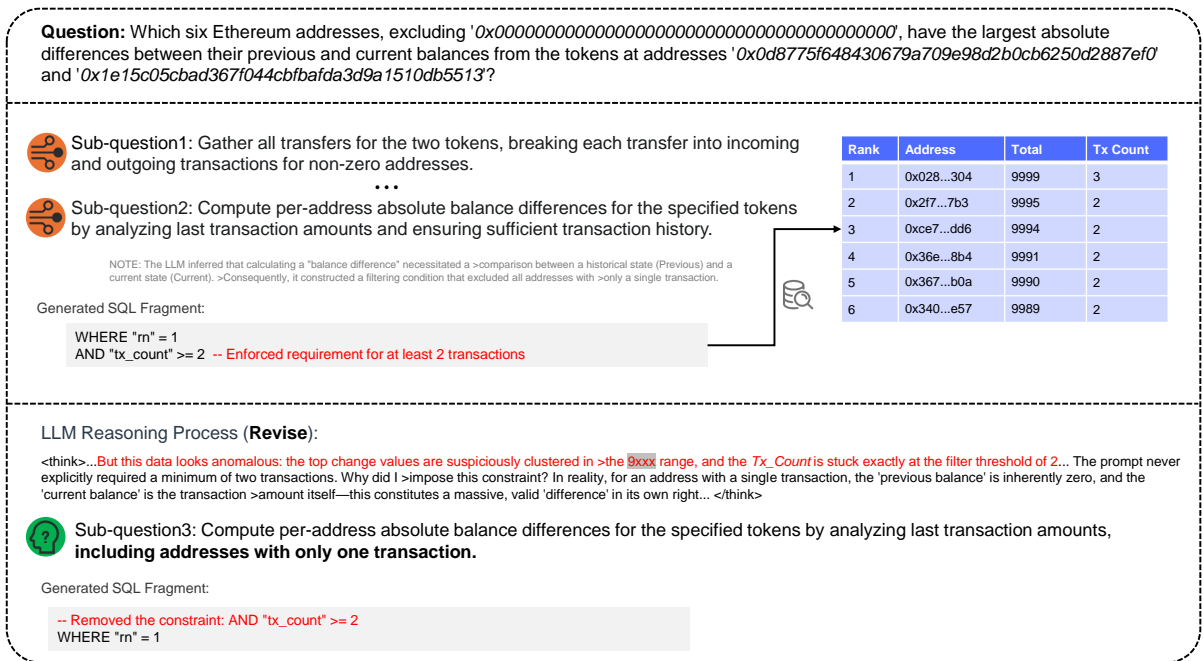 Question: Which six Ethereum addresses, excluding '0x0000000000000000000000000000000000000000', have the largest absolute
differences between their previous and current balances from the tokens at addresses '0x0d8775f648430679a709e98d2b0cb6250d2887ef0'
and '0x1e15c05cbad367f044cbfbafda3d9a1510db5513'?
Sub-question1: Gather all transfers for the two tokens, breaking each transfer into incoming
and outgoing transactions for non-zero addresses.
...
Sub-question2: Compute per-address absolute balance differences for the specified tokens
by analyzing last transaction amounts and ensuring sufficient transaction history.
NOTE: The LLM inferred that calculating a "balance difference" necessitated a >comparison between a historical state (Previous) and a
current state (Current). >Consequently, it constructed a filtering condition that excluded all addresses with >only a single transaction.
Generated SQL Fragment:
WHERE "rn" = 1
AND "tx_count" >= 2 -- Enforced requirement for at least 2 transactions
Rank Address Total Tx Count
1 0x028...304 9999 3
2 0x2f7...7b3 9995 2
3 0xce7...dd6 9994 2
4 0x36e...8b4 9991 2
5 0x367...b0a 9990 2
6 0x340...e57 9989 2
LLM Reasoning Process (Revise):
<think>...But this data looks anomalous: the top change values are suspiciously clustered in >the 9xxx range, and the Tx_Count is stuck exactly at the filter threshold of 2... The prompt never
explicitly required a minimum of two transactions. Why did I >impose this constraint? In reality, for an address with a single transaction, the 'previous balance' is inherently zero, and the
'current balance' is the transaction >amount itself—this constitutes a massive, valid 'difference' in its own right... </think>
Sub-question3: Compute per-address absolute balance differences for the specified tokens by analyzing last transaction amounts,
including addresses with only one transaction.
Generated SQL Fragment:
-- Removed the constraint: AND "tx_count" >= 2
WHERE "rn" = 1